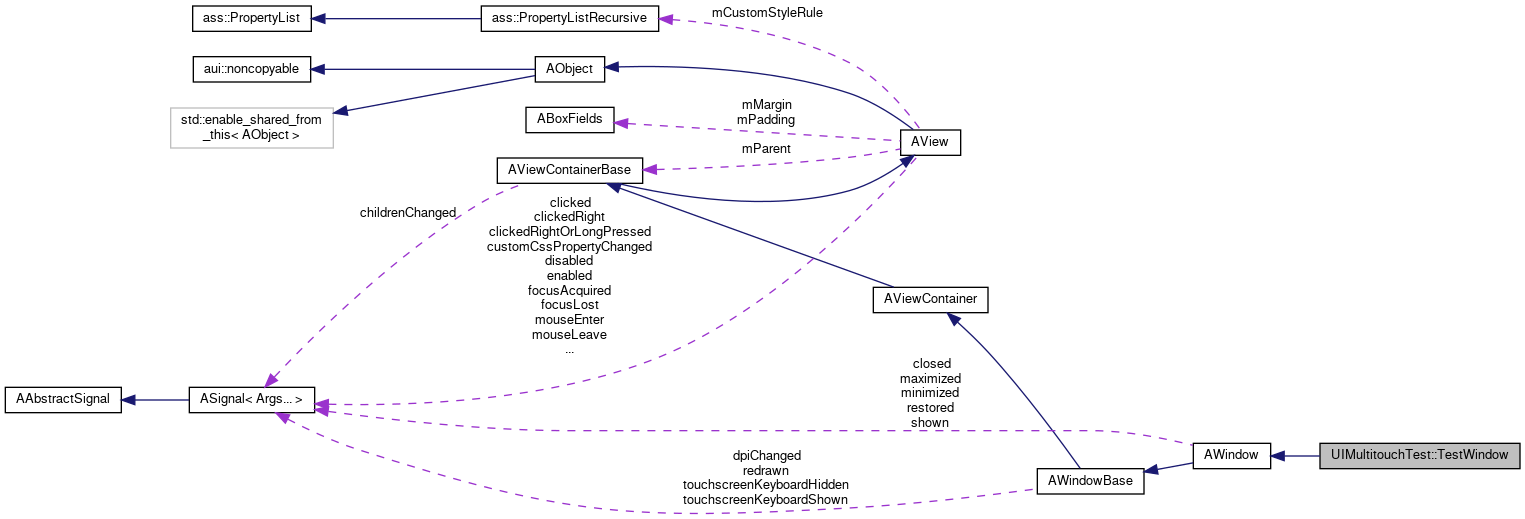 ass::PropertyList
ass::PropertyListRecursive
mCustomStyleRule
aui::noncopyable
AObject
std::enable_shared_from
_this< AObject >
ABoxFields
mMargin
mPadding
AView
mParent
AViewContainerBase
childrenChanged
clicked
clickedRight
clickedRightOrLongPressed
customCssPropertyChanged
disabled
enabled
focusAcquired
focusLost
mouseEnter
mouseLeave
...
AViewContainer
closed
maximized
minimized
restored
shown
AAbstractSignal
ASignal< Args... >
dpiChanged
redrawn
touchscreenKeyboardHidden
touchscreenKeyboardShown
AWindow
UIMultitouchTest::TestWindow
AWindowBase